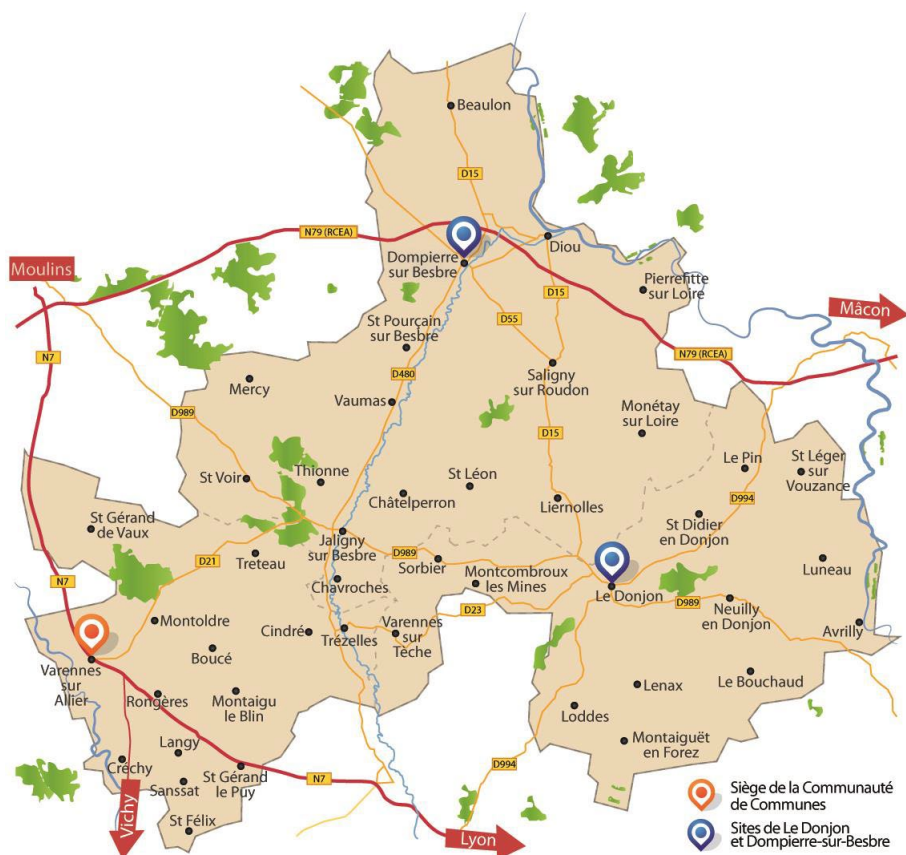 Beaulon
D15
N79 (RCEA)
Diou
Dompierre
sur Besbre
Moulins
Pierrefitte
sur Loire
D15
Mâcon
St Pourçain
sur Besbre
D55
N7
N79 (RCEA)
Saligny
sur Roudon
Mercy
D480
Vaumas
D989
Monétay
sur Loire
D15
Le Pin
St Léger
sur
Vouzance
St Voir
Thionne
St Léon
Châtelperron
Liernolles
D994
St Gérand
de Vaux
St Didier
en Donjon
Jaligny
sur Besbre
D989
Treteau
D21
Sorbier
Luneau
N7
Chavroches
Montcombroux
les Mines
Le Donjon
D989
Neuilly
en Donjon
D23
Montoldre
Cindré
Trézelles
Varennes
sur
Tèche
Avrilly
Boucé
Varennes
sur
Allier
Le Bouchaud
Lenax
Rongères
Montaigu
le Blin
Loddes
Montaiguët
en Forez
Langy
Créchy
Sanssat
St Gérand
le Puy
N7
D994
St Félix
Vichy
Lyon
Siège de la Communauté
de Communes
Sites de Le Donjon
et Dompierre-sur-Besbre